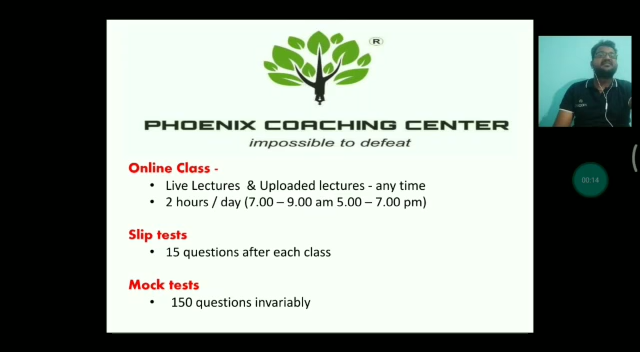 ®
PHOENIX COACHING CENTER
impossible to defeat
Online Class -
• Live Lectures & Uploaded lectures - any time
• 2 hours / day (7.00 – 9.00 am 5.00 – 7.00 pm)
Slip tests
• 15 questions after each class
Mock tests
• 150 questions invariably
00:14